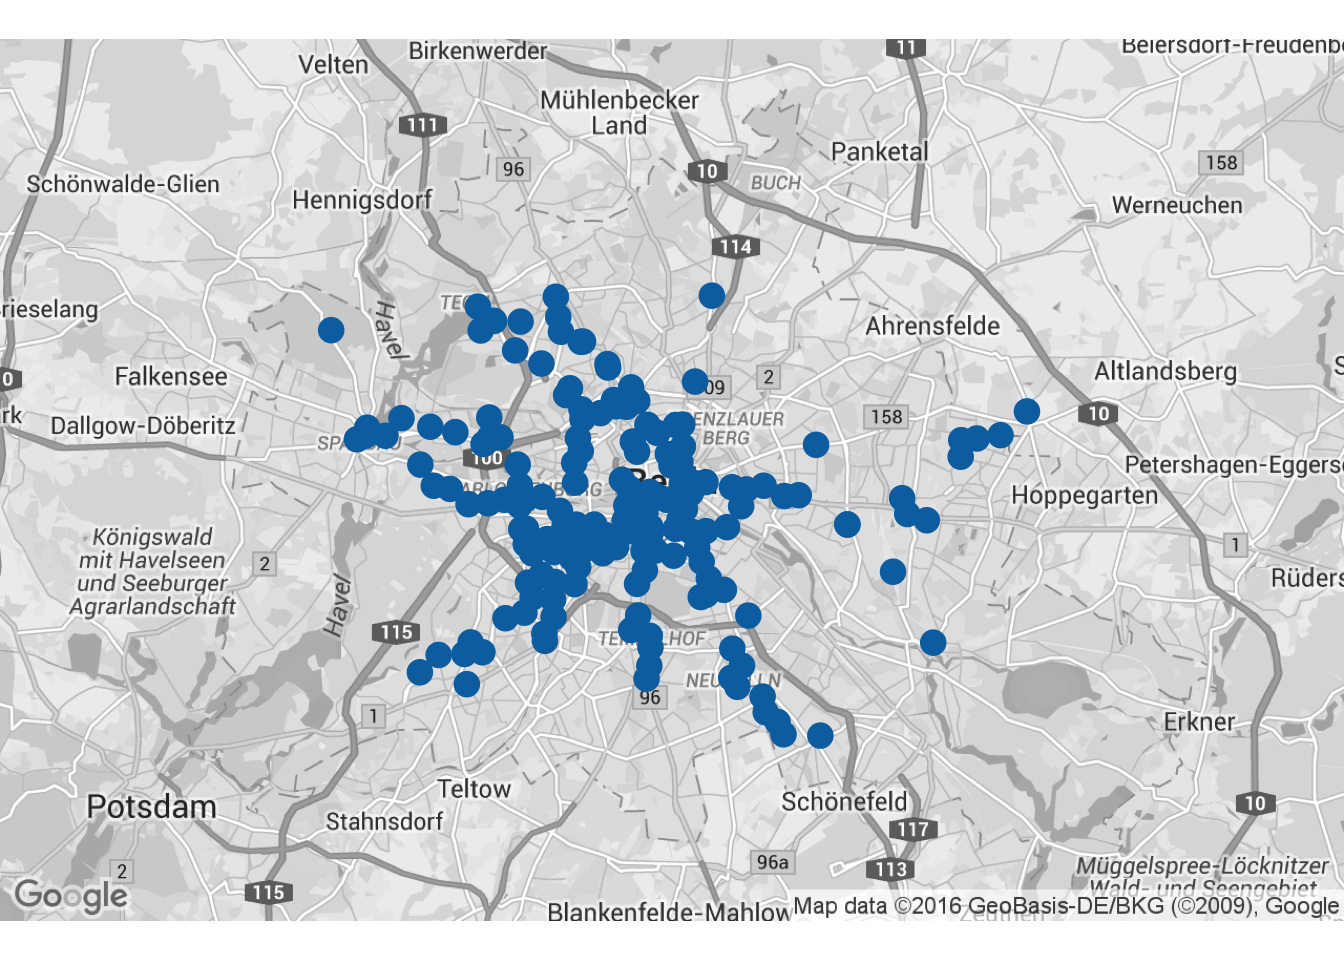 Birkenwerder
Velten
11
Beiersdorf-Freudenb
Mühlenbecker
Land
111
Panketal
96
10
158
BUCH
Schönwalde-Glien
Hennigsdorf
Werneuchen
114
rieselang
TEG
Havel
Ahrensfelde
Altlandsberg
Falkensee
2
0
09
10
rk
158
Dallgow-Döberitz
ENZLAUER
BERG
100
Petershagen-Eggers
Be
Hoppegarten
Königswald
mit Havelseen
und Seeburger
Agrarlandschaft
2
1
Rüders
Havel
115
NEU
LLN
96
1
Erkner
Teltow
Potsdam
Stahnsdorf
Schönefeld
10
117
96a
113
2
115
Müggelspree-Löcknitzer
Wald- und Seengebiet
Google
Blankenfelde-Mahlow
Map data ©2016 GeoBasis-DE/BKG (©2009), Google